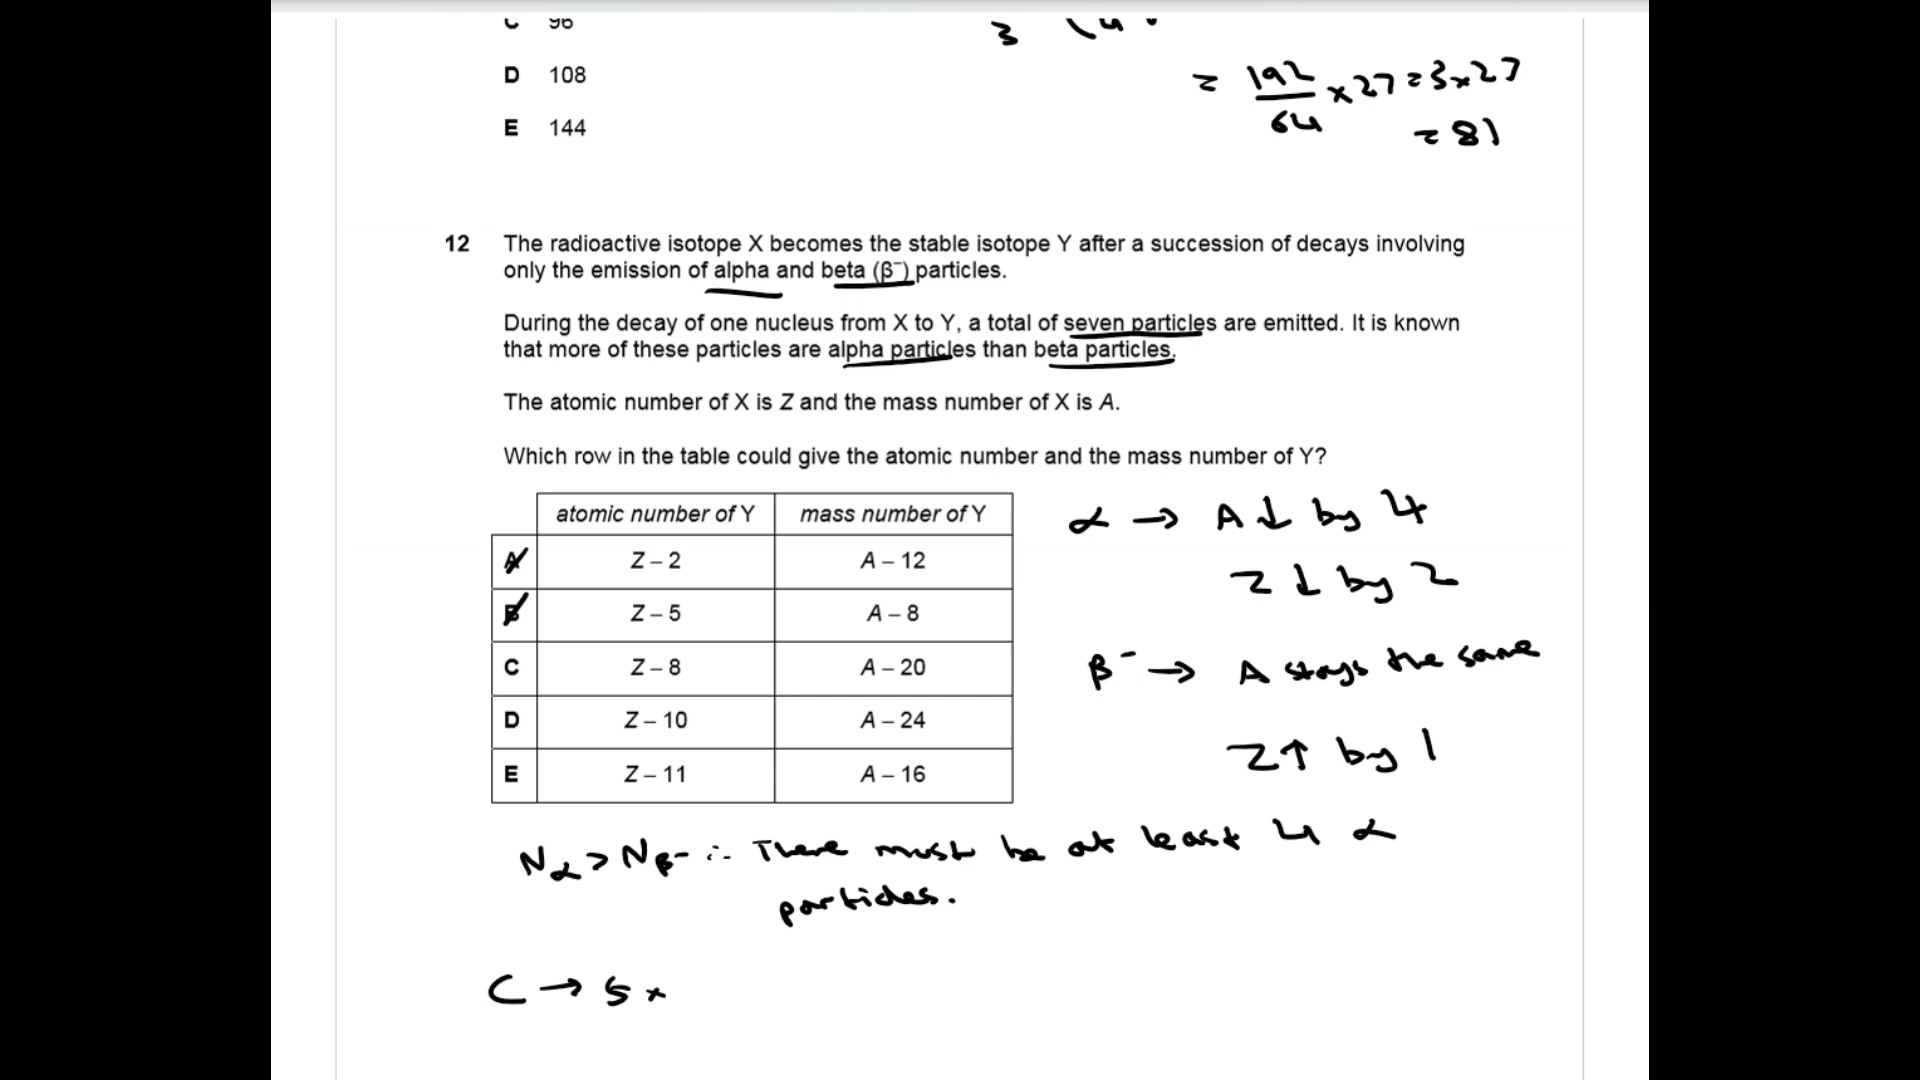 C 96
3
D 108
= 192/64 × 27 = 3 × 27
E 144
= 81
12 The radioactive isotope X becomes the stable isotope Y after a succession of decays involving
only the emission of alpha and beta (β⁻) particles.
During the decay of one nucleus from X to Y, a total of seven particles are emitted. It is known
that more of these particles are alpha particles than beta particles.
The atomic number of X is Z and the mass number of X is A.
Which row in the table could give the atomic number and the mass number of Y?
atomic number of Y mass number of Y
A Z – 2 A – 12
B Z – 5 A – 8
C Z – 8 A – 20
D Z – 10 A – 24
E Z – 11 A – 16
α → A ↓ by 4
Z ↓ by 2
β⁻ → A stays the same
Z ↑ by 1
Nα > Nβ⁻ ∴ There must be at least 4 α
particles.
C → 5 ×